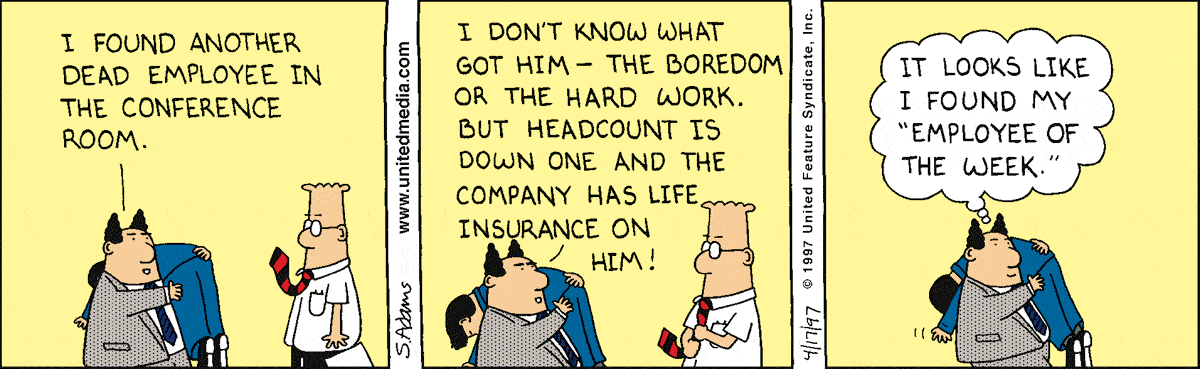 I FOUND ANOTHER
DEAD EMPLOYEE IN
THE CONFERENCE
ROOM.
S.Adams
www.unitedmedia.com
I DON'T KNOW WHAT
GOT HIM — THE BOREDOM
OR THE HARD WORK.
BUT HEADCOUNT IS
DOWN ONE AND THE
COMPANY HAS LIFE
INSURANCE ON
HIM!
4/17/97
© 1997 United Feature Syndicate, Inc.
IT LOOKS LIKE
I FOUND MY
"EMPLOYEE OF
THE WEEK."